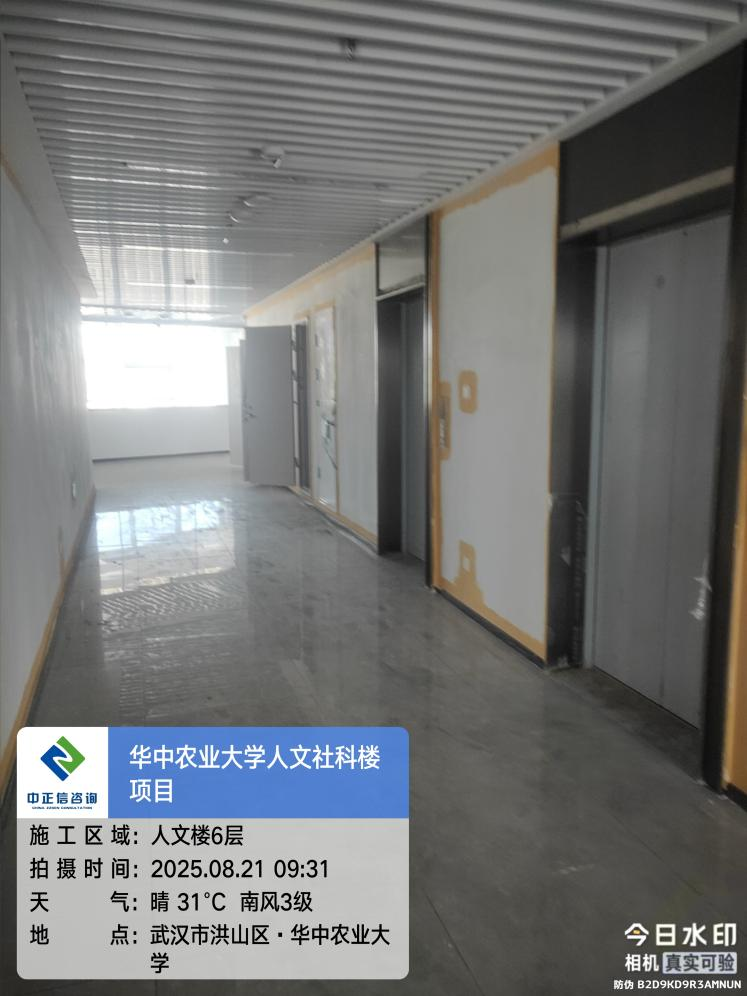 中正信咨询
CHINA ZZXIN CONSULTATION
华中农业大学人文社科楼
项目
施工区域：人文楼6层
拍摄时间：2025.08.21 09:31
天气：晴 31℃ 南风3级
地点：武汉市洪山区·华中农业大
学
今日水印
相机 真实可验
防伪 B2D9KD9R3AMNUN